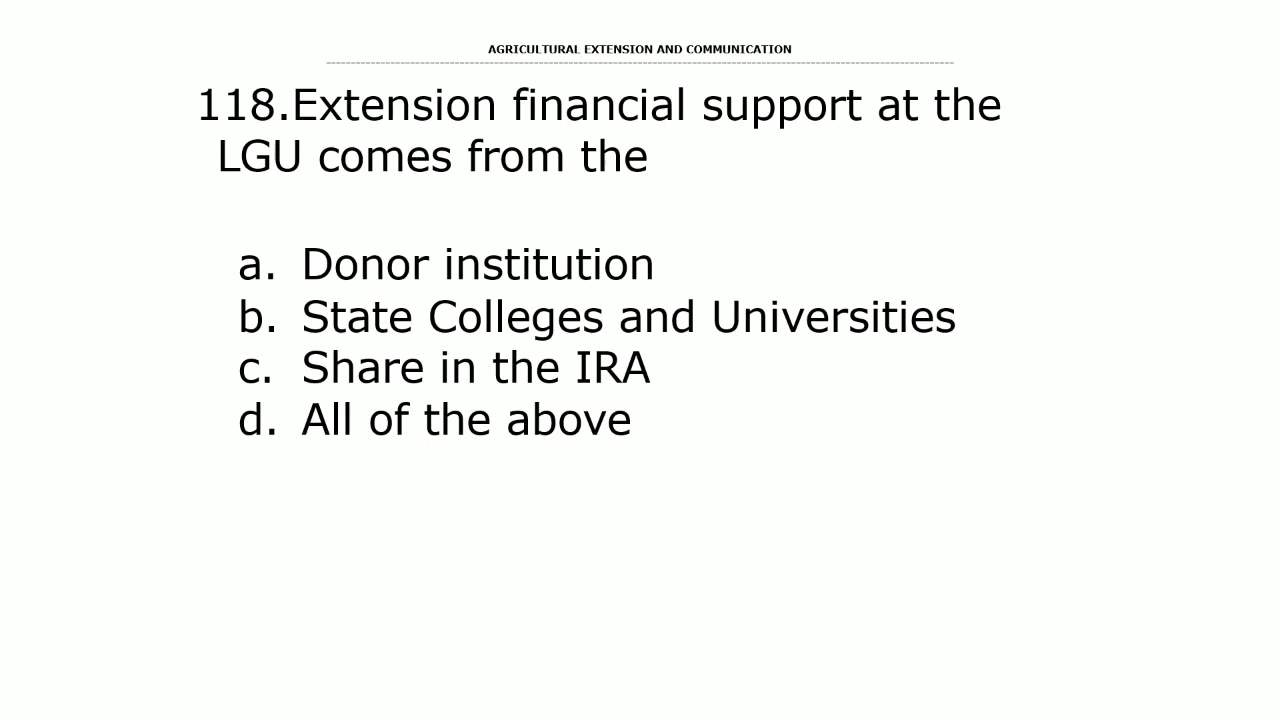 AGRICULTURAL EXTENSION AND COMMUNICATION
118.Extension financial support at the
LGU comes from the
a. Donor institution
b. State Colleges and Universities
c. Share in the IRA
d. All of the above